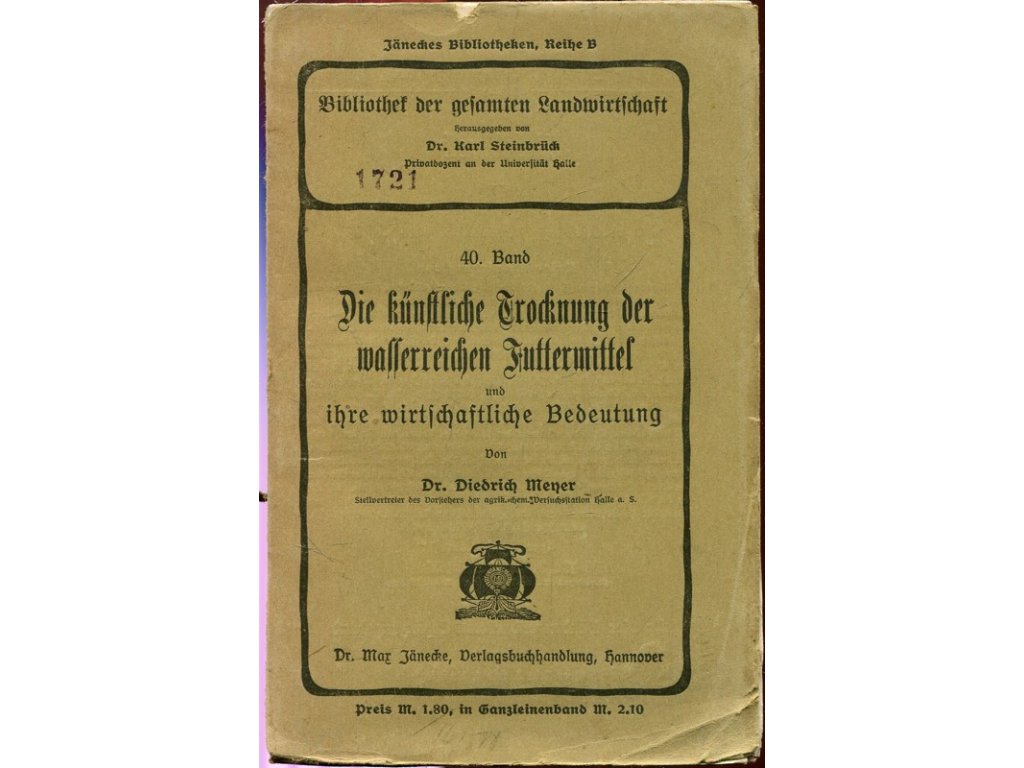 Jäneckes Bibliotheken, Reihe B
Bibliothek der gesamten Landwirtschaft
herausgegeben von
Dr. Karl Steinbrück
Privatdozent an der Universität Halle
1721
40. Band
Die künstliche Trocknung der
wasserreichen Futtermittel
und
ihre wirtschaftliche Bedeutung
Von
Dr. Diedrich Meyer
Stellvertreter des Vorstehers der agrik.-chem. Versuchsstation Halle a. S.
Dr. Max Jänecke, Verlagsbuchhandlung, Hannover
Preis M. 1.80, in Ganzleinenband M. 2.10